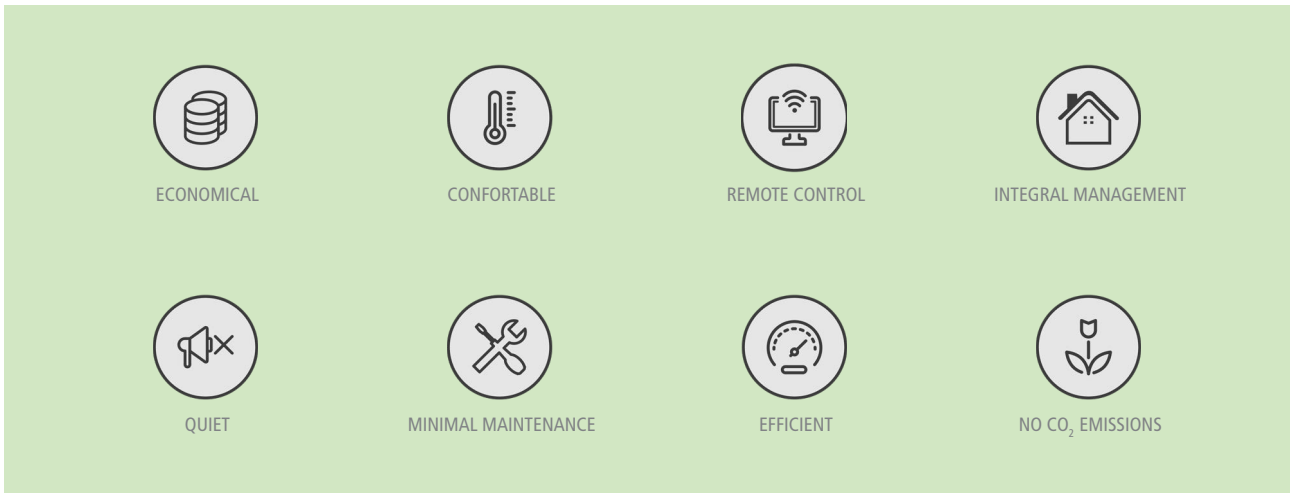 ECONOMICAL
CONFORTABLE
REMOTE CONTROL
INTEGRAL MANAGEMENT
QUIET
MINIMAL MAINTENANCE
EFFICIENT
NO CO₂ EMISSIONS